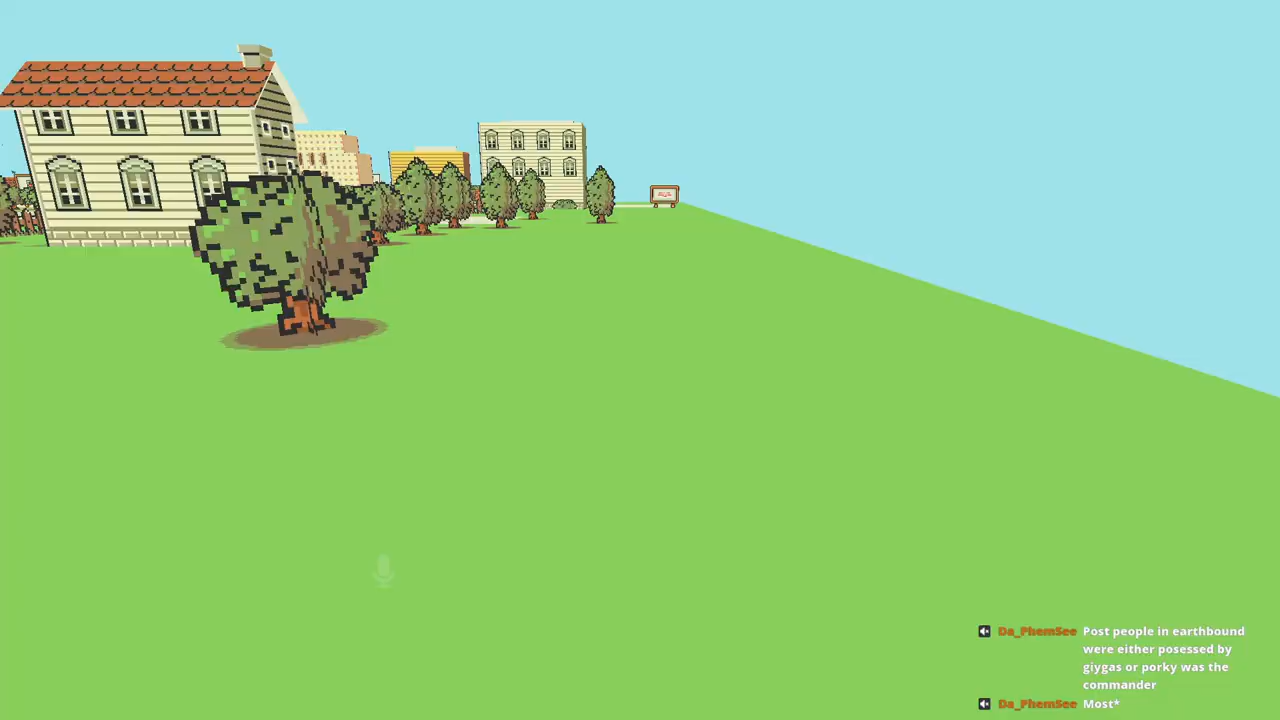 Da_PhemSee Post people in earthbound
were either posessed by
giygas or porky was the
commander
Da_PhemSee Most*